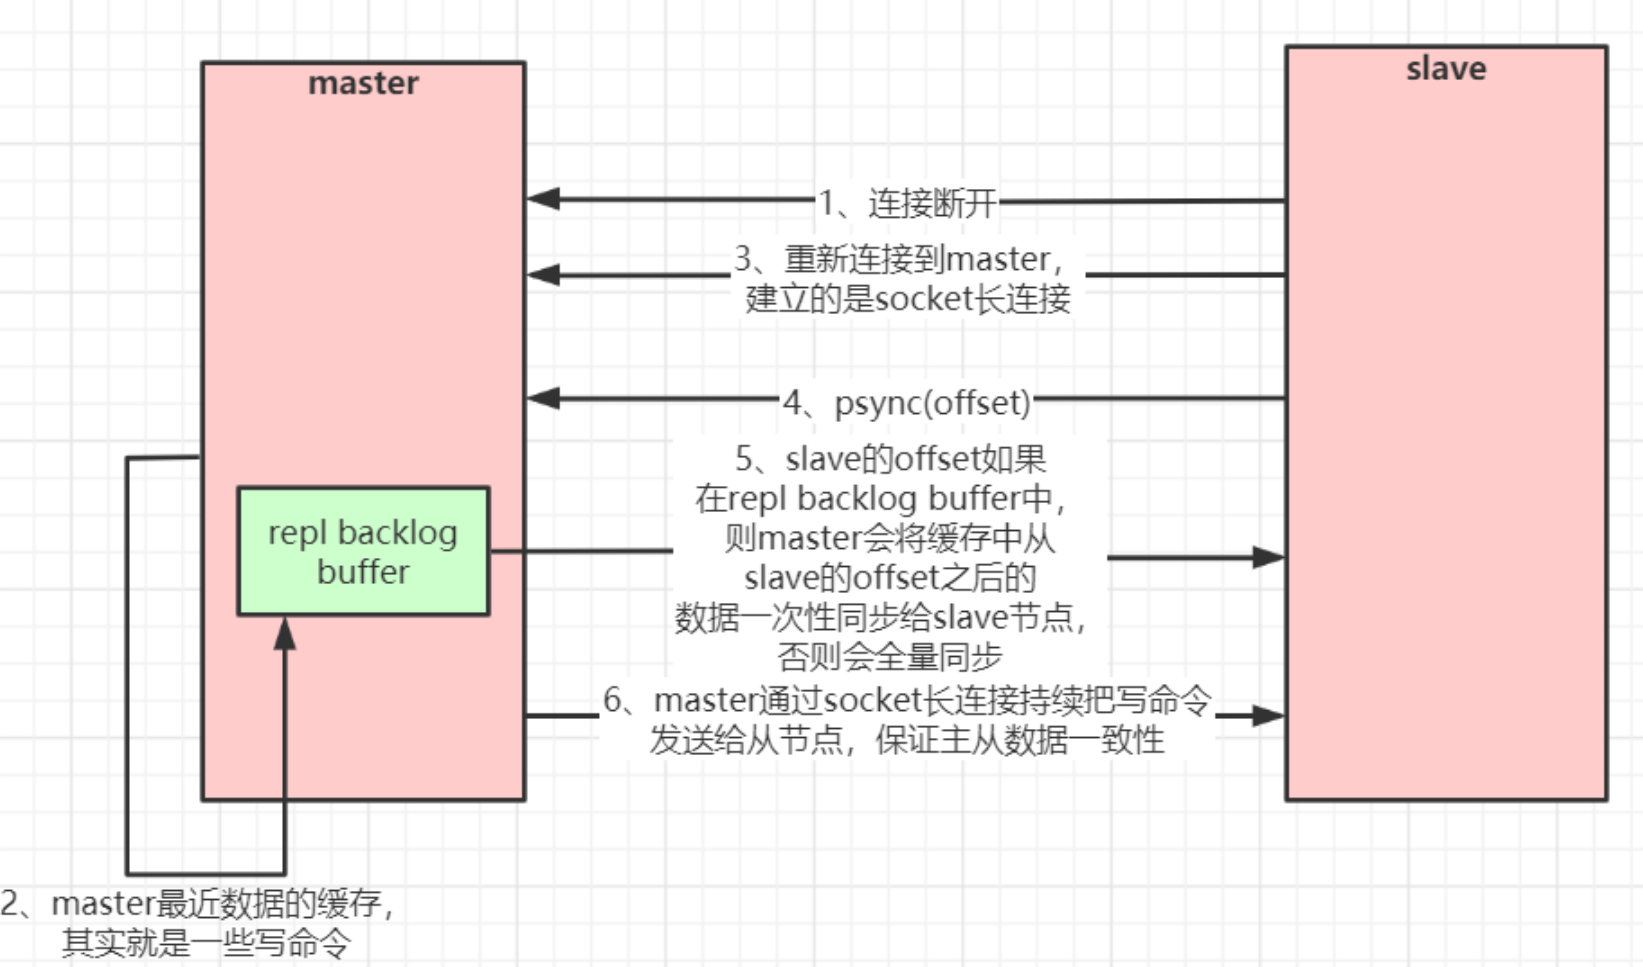 master
slave
1、连接断开
3、重新连接到master，
建立的是socket长连接
4、psync(offset)
5、slave的offset如果
在repl backlog buffer中，
则master会将缓存中从
slave的offset之后的
数据一次性同步给slave节点，
否则会全量同步
repl backlog
buffer
6、master通过socket长连接持续把写命令
发送给从节点，保证主从数据一致性
2、master最近数据的缓存，
其实就是一些写命令